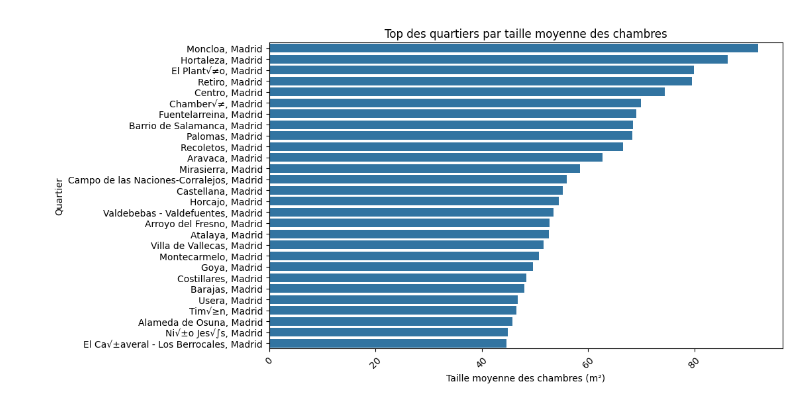 Top des quartiers par taille moyenne des chambres
Moncloa, Madrid
Hortaleza, Madrid
El Plant√≠o, Madrid
Retiro, Madrid
Centro, Madrid
Chamber√≠, Madrid
Fuentelarreina, Madrid
Barrio de Salamanca, Madrid
Palomas, Madrid
Recoletos, Madrid
Aravaca, Madrid
Mirasierra, Madrid
Campo de las Naciones-Corralejos, Madrid
Castellana, Madrid
Horcajo, Madrid
Valdebebas - Valdefuentes, Madrid
Arroyo del Fresno, Madrid
Atalaya, Madrid
Villa de Vallecas, Madrid
Montecarmelo, Madrid
Goya, Madrid
Costillares, Madrid
Barajas, Madrid
Usera, Madrid
Tim√≥n, Madrid
Alameda de Osuna, Madrid
Ni√±o Jes√∫s, Madrid
El Ca√±averal - Los Berrocales, Madrid
Quartier
0
20
40
60
80
Taille moyenne des chambres (m²)